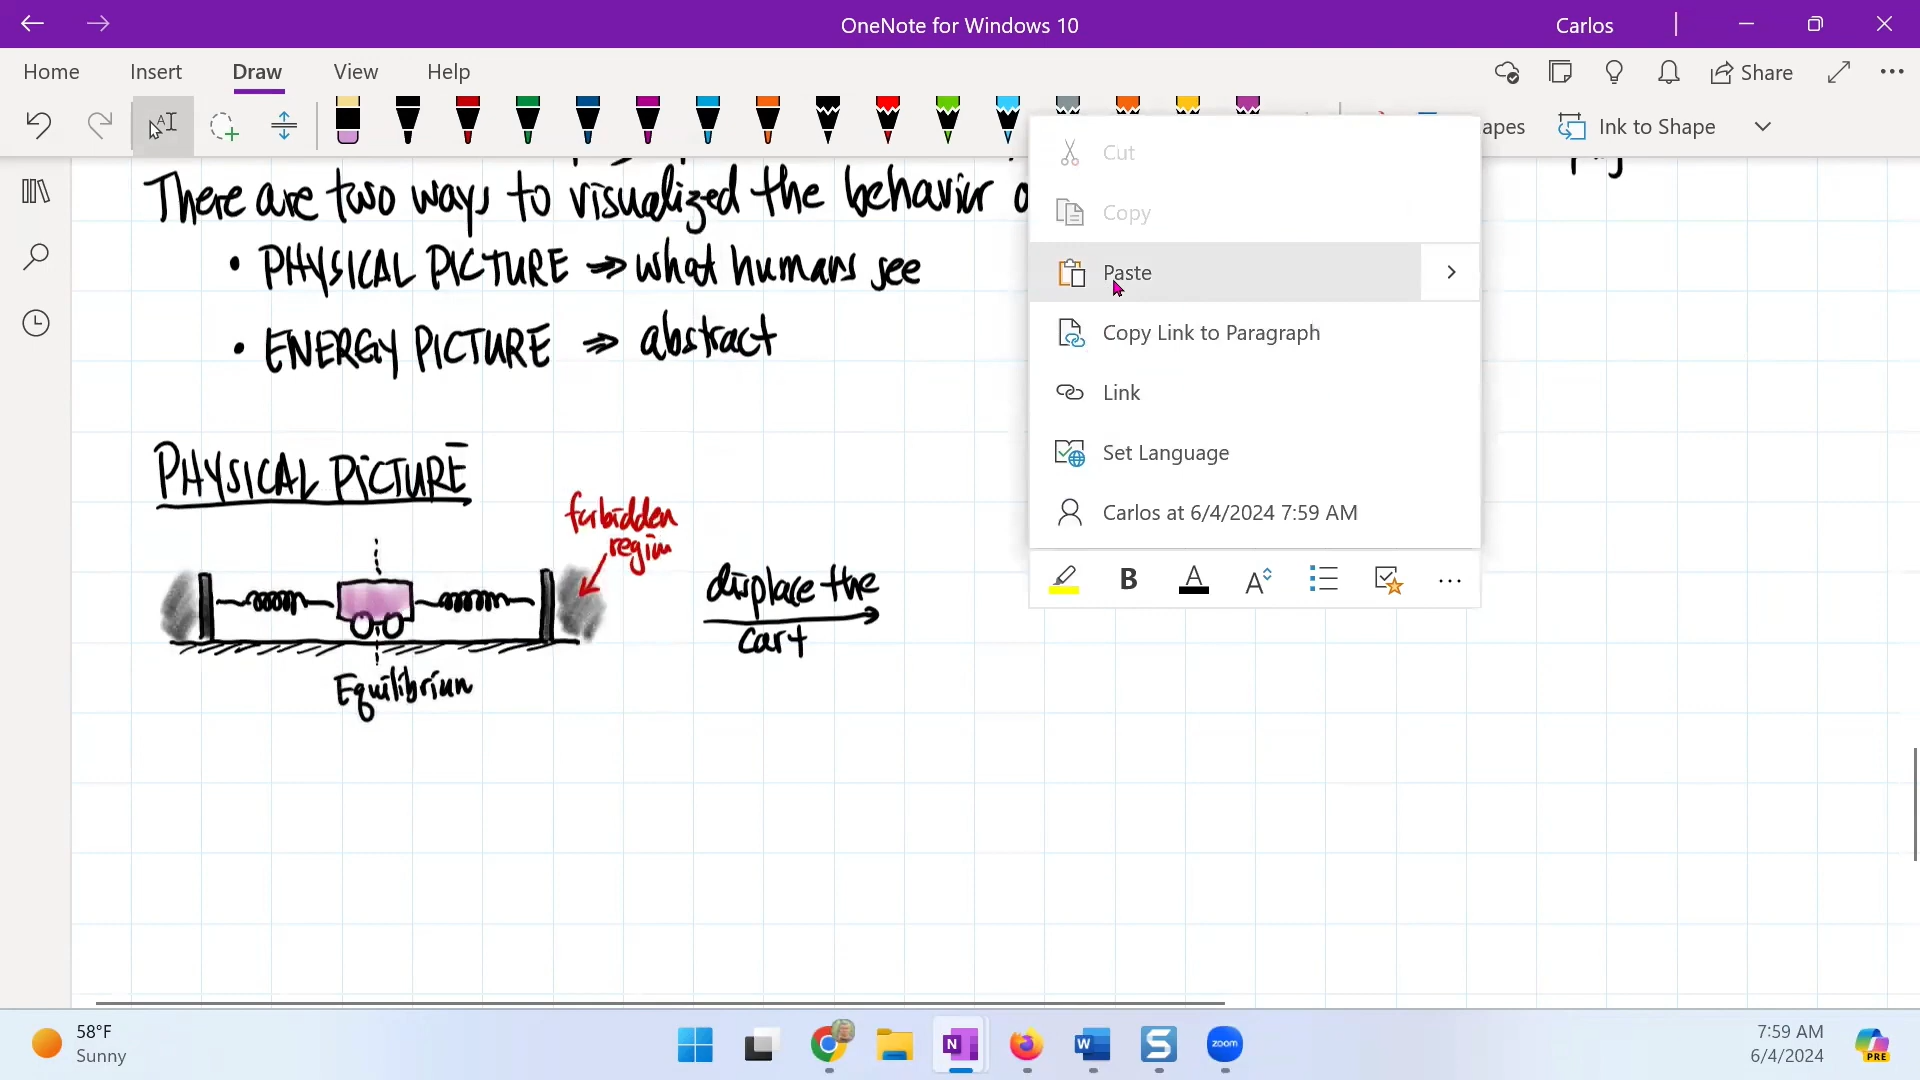 OneNote for Windows 10
Carlos
Home
Insert
Draw
View
Help
Share
apes
Ink to Shape
There are two ways to visualized the behavior
• PHYSICAL PICTURE ⇒ what humans see
• ENERGY PICTURE ⇒ abstract
PHYSICAL PICTURE
forbidden
region
displace the
cart
Equilibrium
Cut
Copy
Paste
Copy Link to Paragraph
Link
Set Language
Carlos at 6/4/2024 7:59 AM
B
A
A
58°F
Sunny
N
W
S
zoom
7:59 AM
6/4/2024
PRE